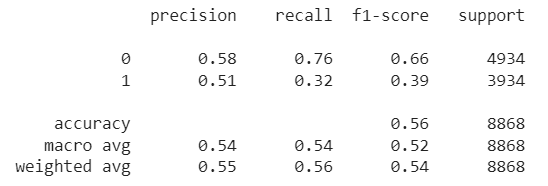 precision recall f1-score support
0 0.58 0.76 0.66 4934
1 0.51 0.32 0.39 3934
accuracy 0.56 8868
macro avg 0.54 0.54 0.52 8868
weighted avg 0.55 0.56 0.54 8868